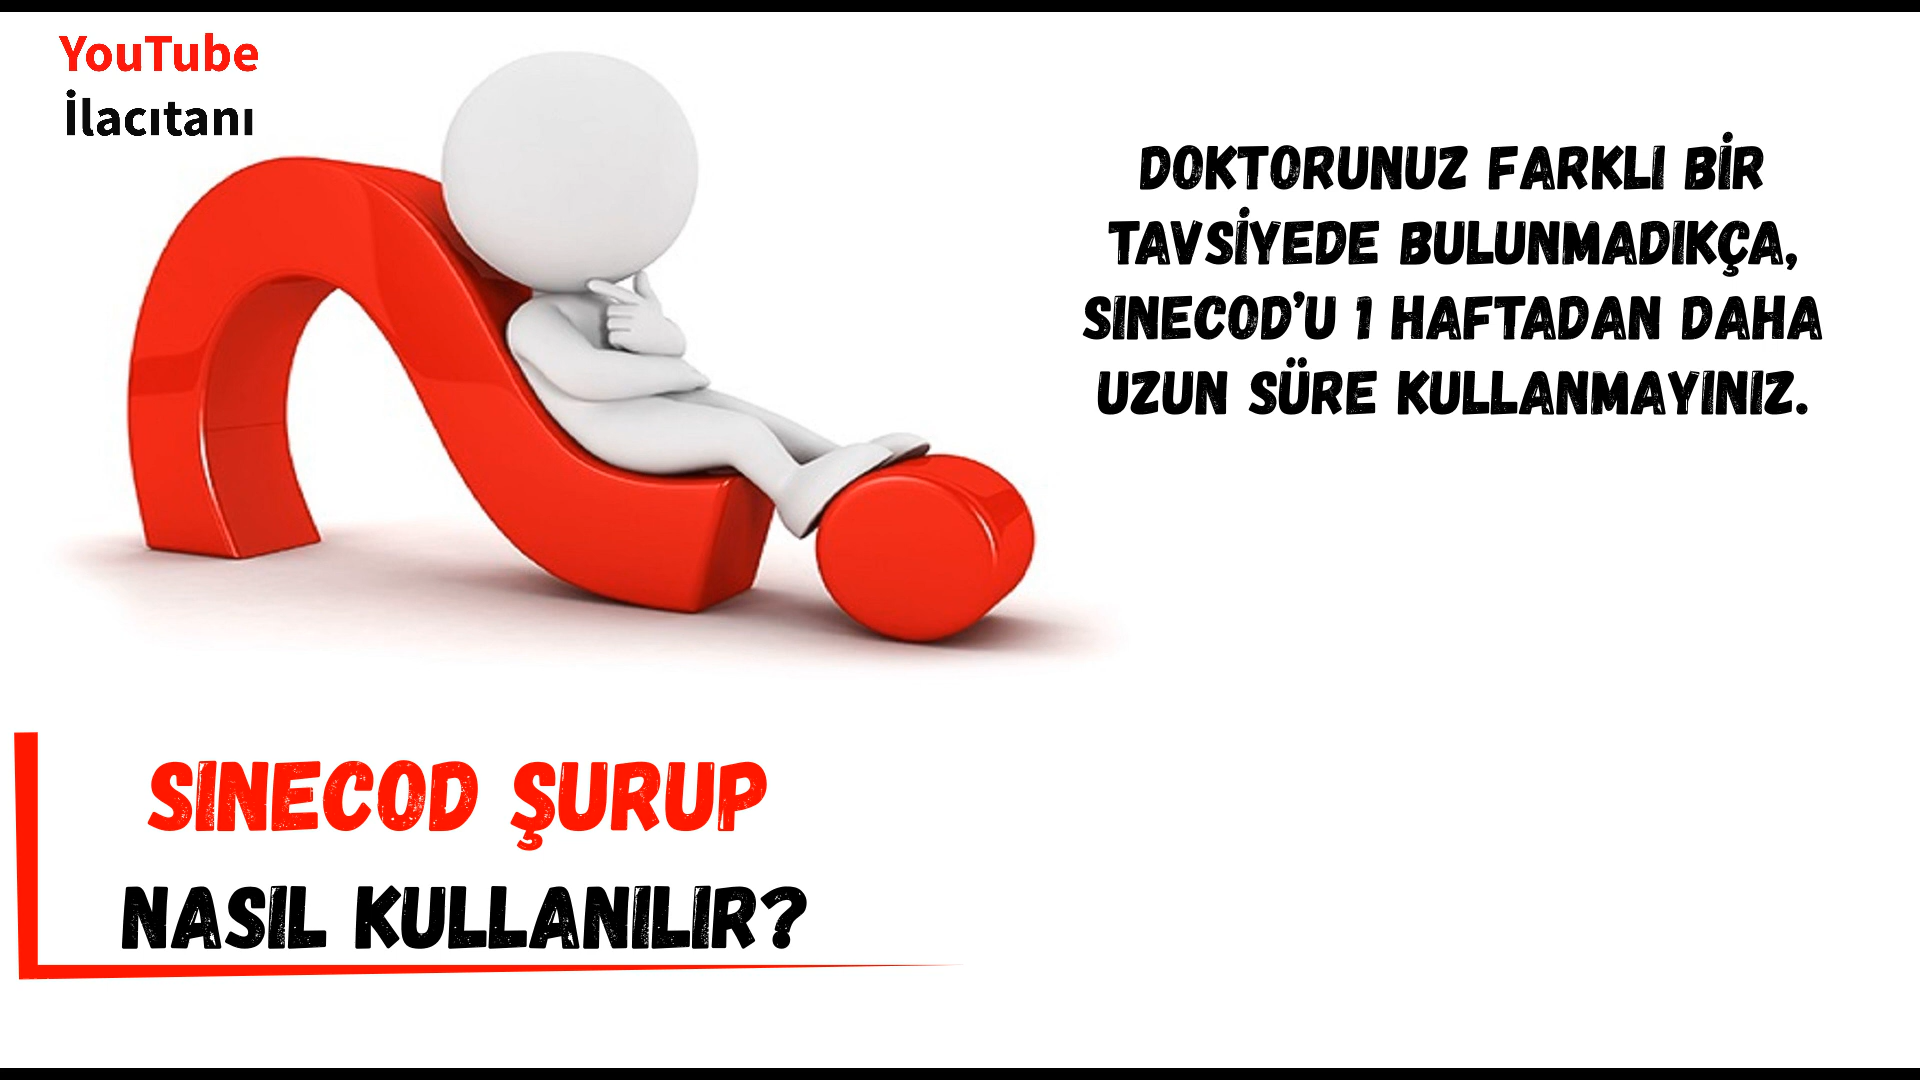 YouTube
İlacıtanı
DOKTORUNUZ FARKLI BİR
TAVSİYEDE BULUNMADIKÇA,
SINECOD’U 1 HAFTADAN DAHA
UZUN SÜRE KULLANMAYINIZ.
SINECOD ŞURUP
NASIL KULLANILIR?